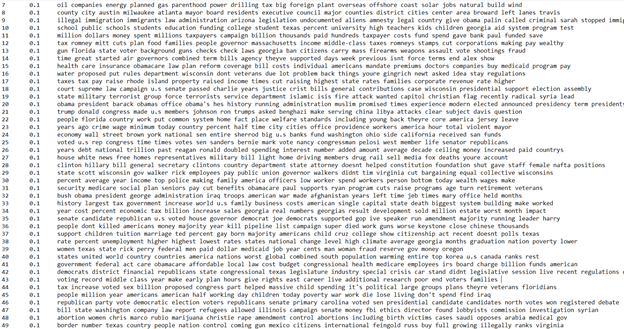 7 0.1 oil companies energy planned gas parenthood power drilling tax big foreign plant overseas offshore coast solar jobs natural build wind
8 0.1 county city austin milwaukee atlanta mayor board residents executive council major counties district cities center area broward left lanes travis
9 0.1 illegal immigration immigrants law administration arizona legislation undocumented aliens amnesty legal country give obama palin called criminal sarah stopped immig
10 0.1 school public schools students education funding college student texas percent university high teachers kids children georgia aid system program test
11 0.1 million dollars money spent millions taxpayers campaign billion thousands paid hundreds taxpayer costs fund spend gave bank paul funded save
12 0.1 tax romney mitt cuts plan food families people governor massachusetts income middle-class taxes romneys stamps cut corporations making pay wealthy
13 0.1 gun florida state voter background guns checks check laws georgia ban citizens carry mass firearms weapons assault vote shootings fraud
14 0.1 time great started air governors combined term bills agency theyve supported days week previous isnt force terms end alex show
15 0.1 health care insurance obamacare law plan reform coverage bill costs individual americans mandate premiums doctors companies buy medicaid program pay
16 0.1 water proposed put rules department wisconsin dont veterans due lot problem back things youre gingrich newt asked idea stay regulations
17 0.1 taxes tax pay raise rhode island property raised income times cut raising highest state rates families corporate revenue rate higher
18 0.1 court supreme law campaign u.s senate passed charlie years justice crist bills general contributions case wisconsin presidential support election assembly
19 0.1 state military terrorist group force terrorists service department islamic isis fire attack wanted capitol christian flag recently radical syria lead
20 0.1 obama president barack obamas office obama's hes history running administration muslim promised times experience modern elected announced presidency term presidents
21 0.1 trump donald congress dude u.s members johnson ron trumps asked benghazi make serving china libya attacks clear subject davis question
22 0.1 people florida country work put common system home fact place welfare standards including young back theyre core america jersey leave
23 0.1 years ago crime wage minimum today country percent half time city cities office providence workers america hour total violent mayor
24 0.1 economy wall street brown york national sen entire sherrod big u.s banks fund washington ohio side california received san funds
25 0.1 voted u.s rep congress time times votes sen sanders bernie mark vote nancy congressman pelosi west member life senator republicans
26 0.1 years debt national trillion past reagan ronald doubled spending interest number added amount average decade ceiling money increased paid countrys
27 0.1 house white news free homes representatives military bill light home driving members drug rail sell media fox deaths youre account
28 0.1 clinton hillary bill general secretary clintons country department state attorney doesnt helped constitution foundation shut gave staff female nafta positions
29 0.1 state scott wisconsin gov walker rick employees pay public union governor walkers didnt tim virginia cut bargaining equal collective wisconsins
30 0.1 percent average year income top police making family america officers low worker spend workers person bottom today wealth wages make
31 0.1 security medicare social plan seniors pay cut benefits obamacare paul supports ryan program cuts raise programs age turn retirement veterans
32 0.1 bush obama president george administration iraq troops american war made afghanistan years left time jeb times mary office held months
33 0.1 history largest tax government increase world u.s family business costs american single capital state death biggest system building make worked
34 0.1 year cost percent economic tax billion increase sales georgia real numbers georgias result development sold million estate worst month impact
35 0.1 senate candidate republican u.s voted house governor democrat joe democrats supported gop ive speaker run amendment majority running leader harry
36 0.1 people dont killed americans money majority year kill pipeline list campaign super died work guns worse keystone close chinese thousands
37 0.1 support children tuition marriage ted percent gay born majority americans child cruz college show citizenship act recent doesnt polls texas
38 0.1 rate percent unemployment higher highest lowest rates states national change level high climate average georgia months graduation nation poverty lower
39 0.1 women texas state rick perry federal men paid dollar medicaid job year cents man woman fraud reserve gov money oregon
40 0.1 states united world country countries america nations worst global combined south population warming entire top korea u.s canada ranks rest
41 0.1 government federal act care obamacare affordable local law cost budget congressional health medicare employees irs board charge billion funds american
42 0.1 democrats district financial republicans state congressional texas legislature industry special crisis car stand didnt legislative session live recent regulations d
43 0.1 voting record middle class year make early plan hours give rights east career live additional research poor end voters families
44 0.1 tax increase voted sen billion proposed congress part helped massive child spending it's political large groups plans theyre veterans floridians
45 0.1 people million year americans american half working day children today poverty war work die lose living don't spend find iraq
46 0.1 republican party vote democratic election voters republicans senate primary carolina voted sen presidential candidate candidates north votes won registered debate
47 0.1 bill state washington company law report refugees allowed illinois campaign senate money fbi ethics director found lobbyists commission investigation syrian
48 0.1 abortion women chris marco rubio marijuana christie rape amendment control abortions including birth victims cases saudi opposes arabia medical gov
49 0.1 border number texas country people nation control coming gun mexico citizens international feingold russ buy full growing illegally ranks virginia